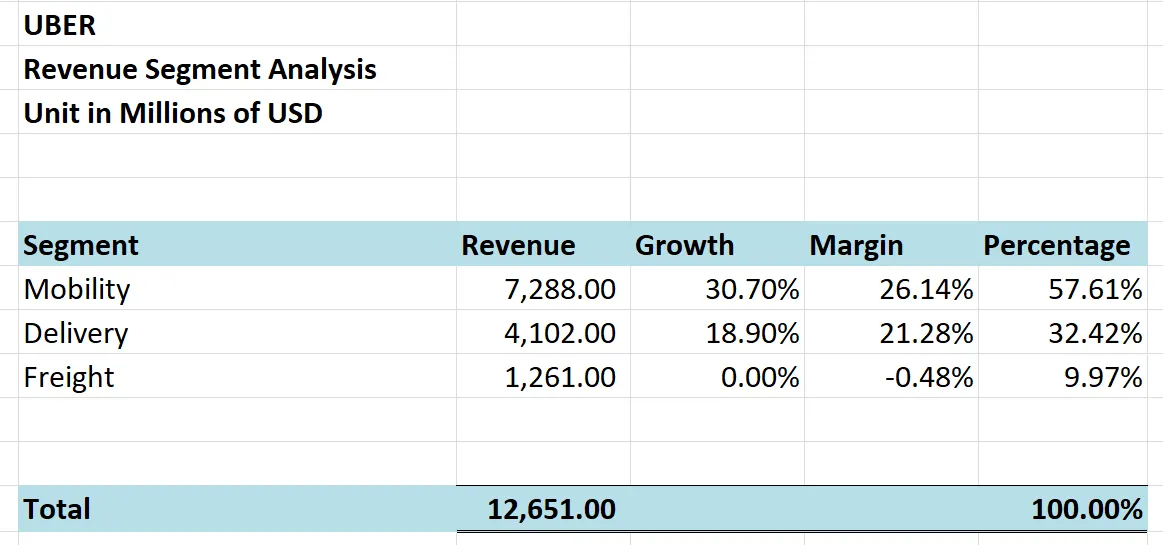 UBER
Revenue Segment Analysis
Unit in Millions of USD
Segment Revenue Growth Margin Percentage
Mobility 7,288.00 30.70% 26.14% 57.61%
Delivery 4,102.00 18.90% 21.28% 32.42%
Freight 1,261.00 0.00% -0.48% 9.97%
Total 12,651.00 100.00%